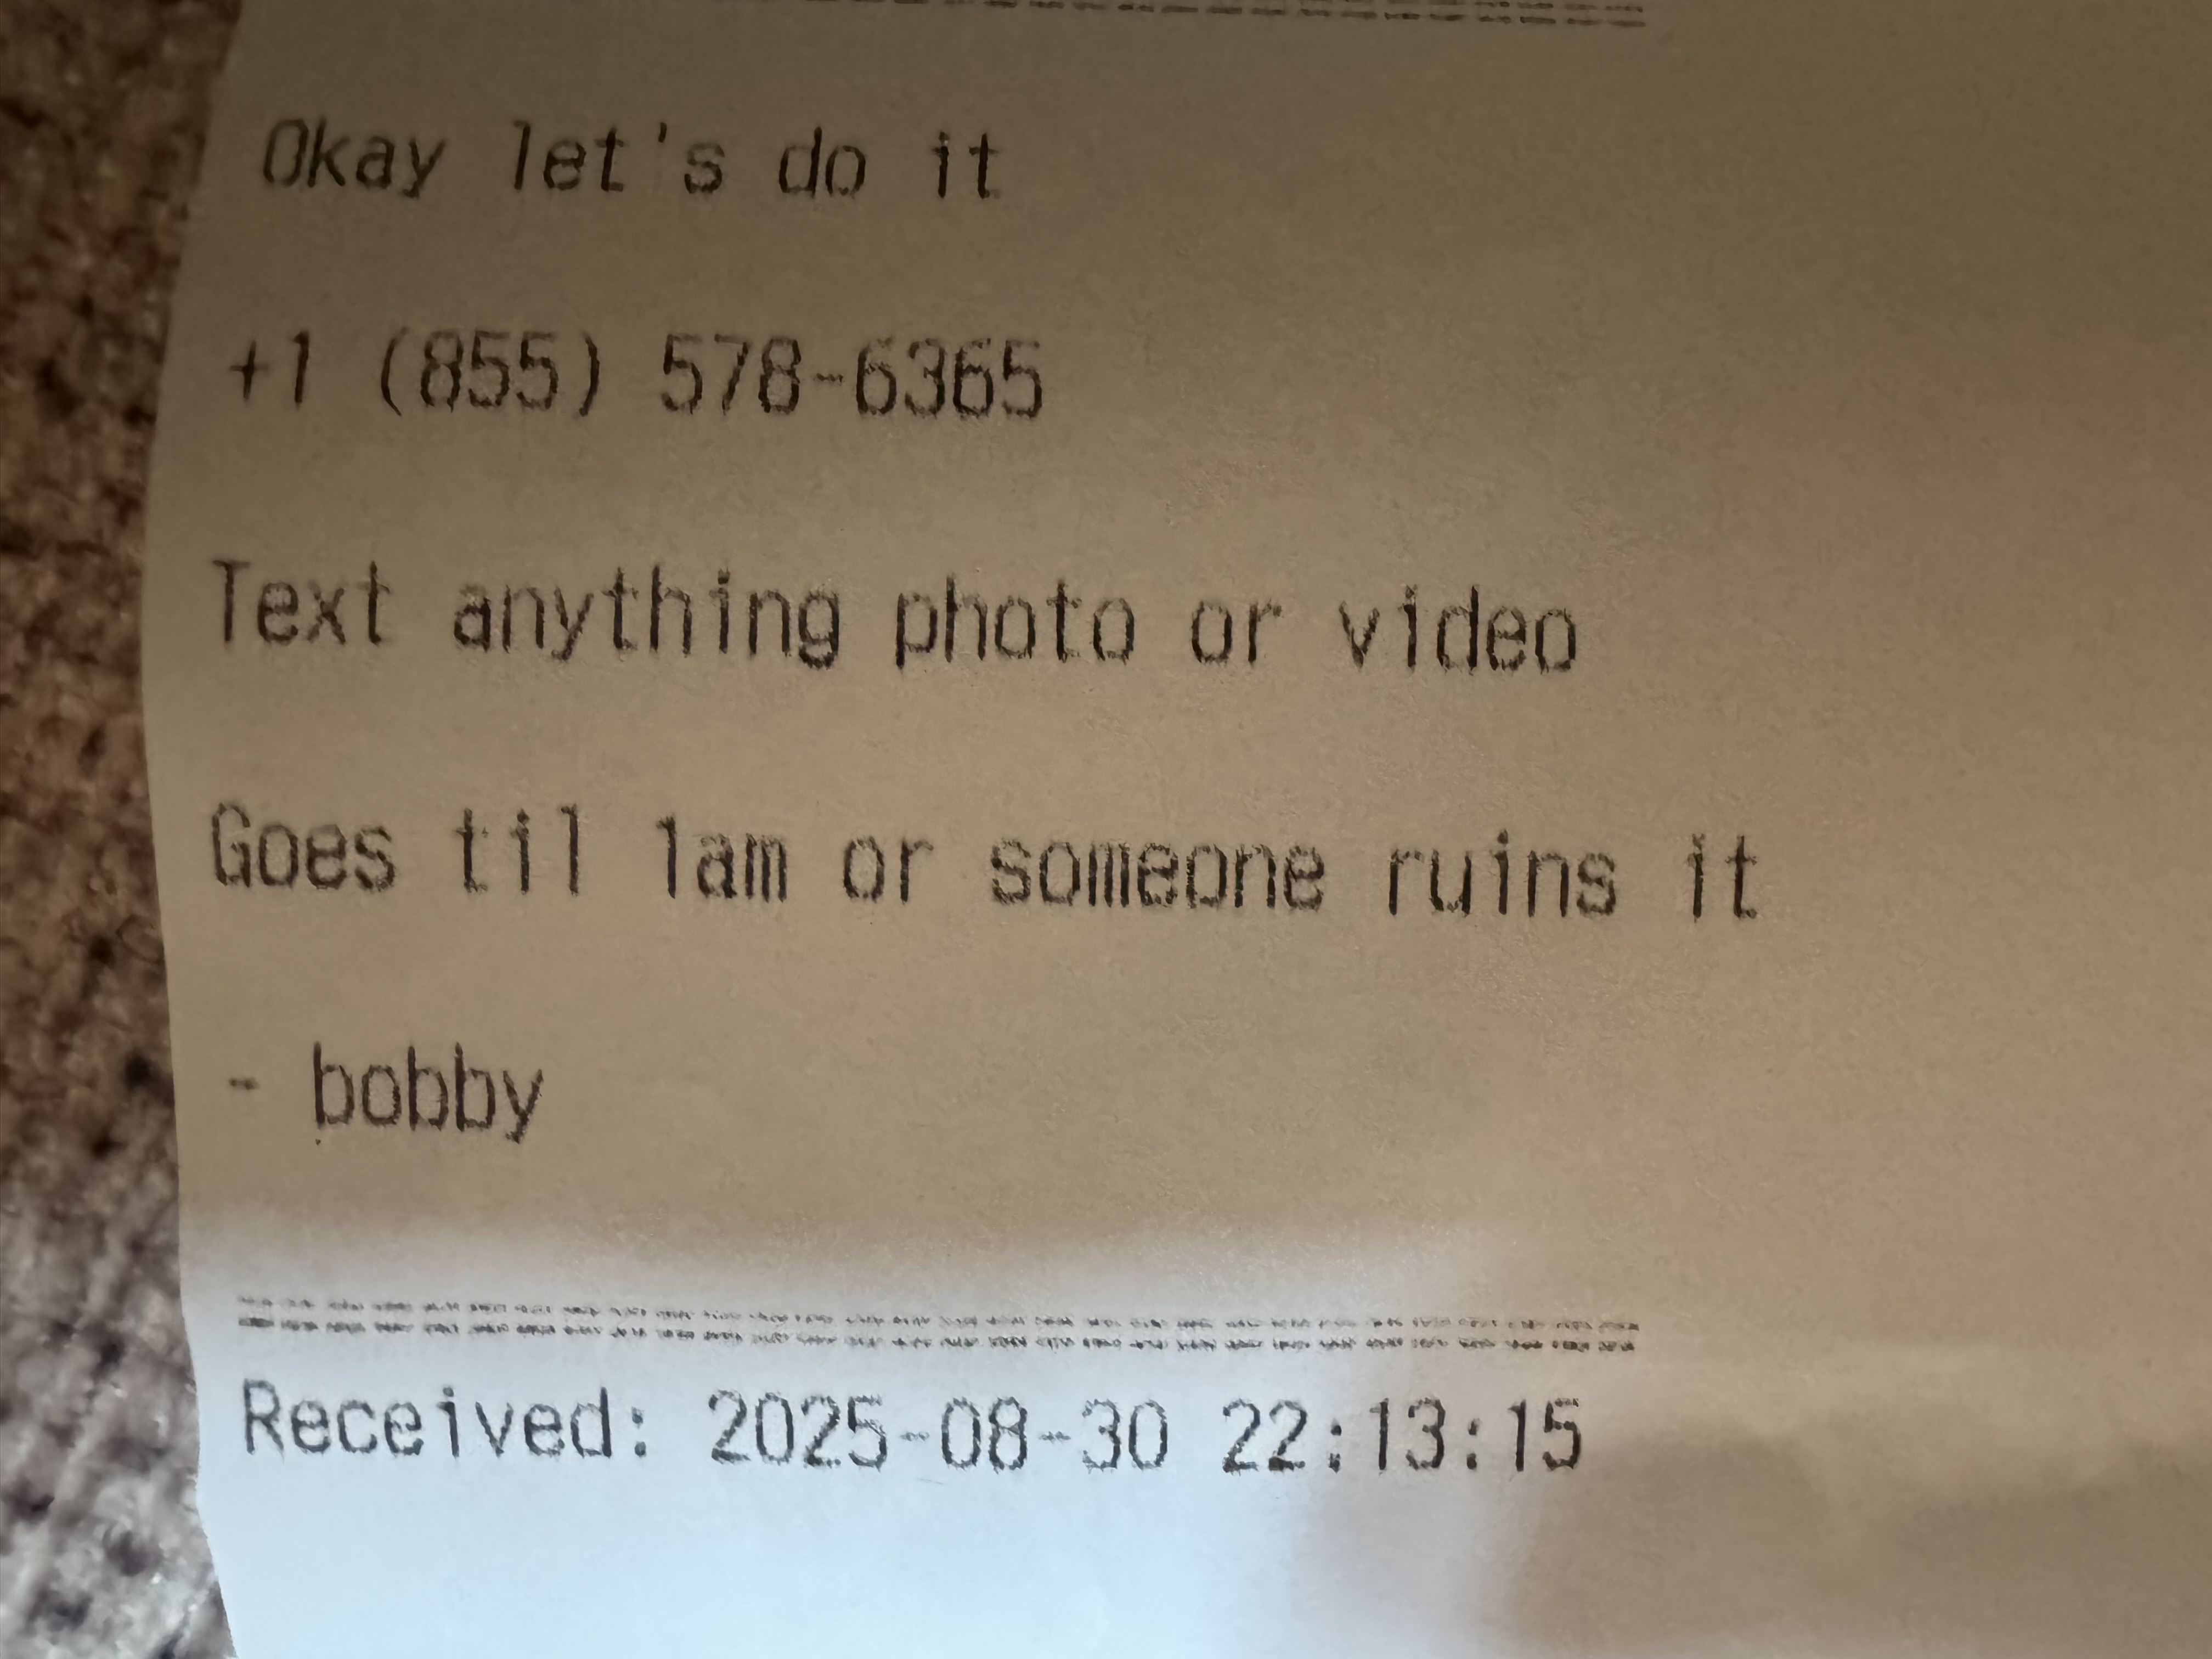 Okay let's do it
+1 (855) 578-6365
Text anything photo or video
Goes til 1am or someone ruins it
- bobby
Received: 2025-08-30 22:13:15